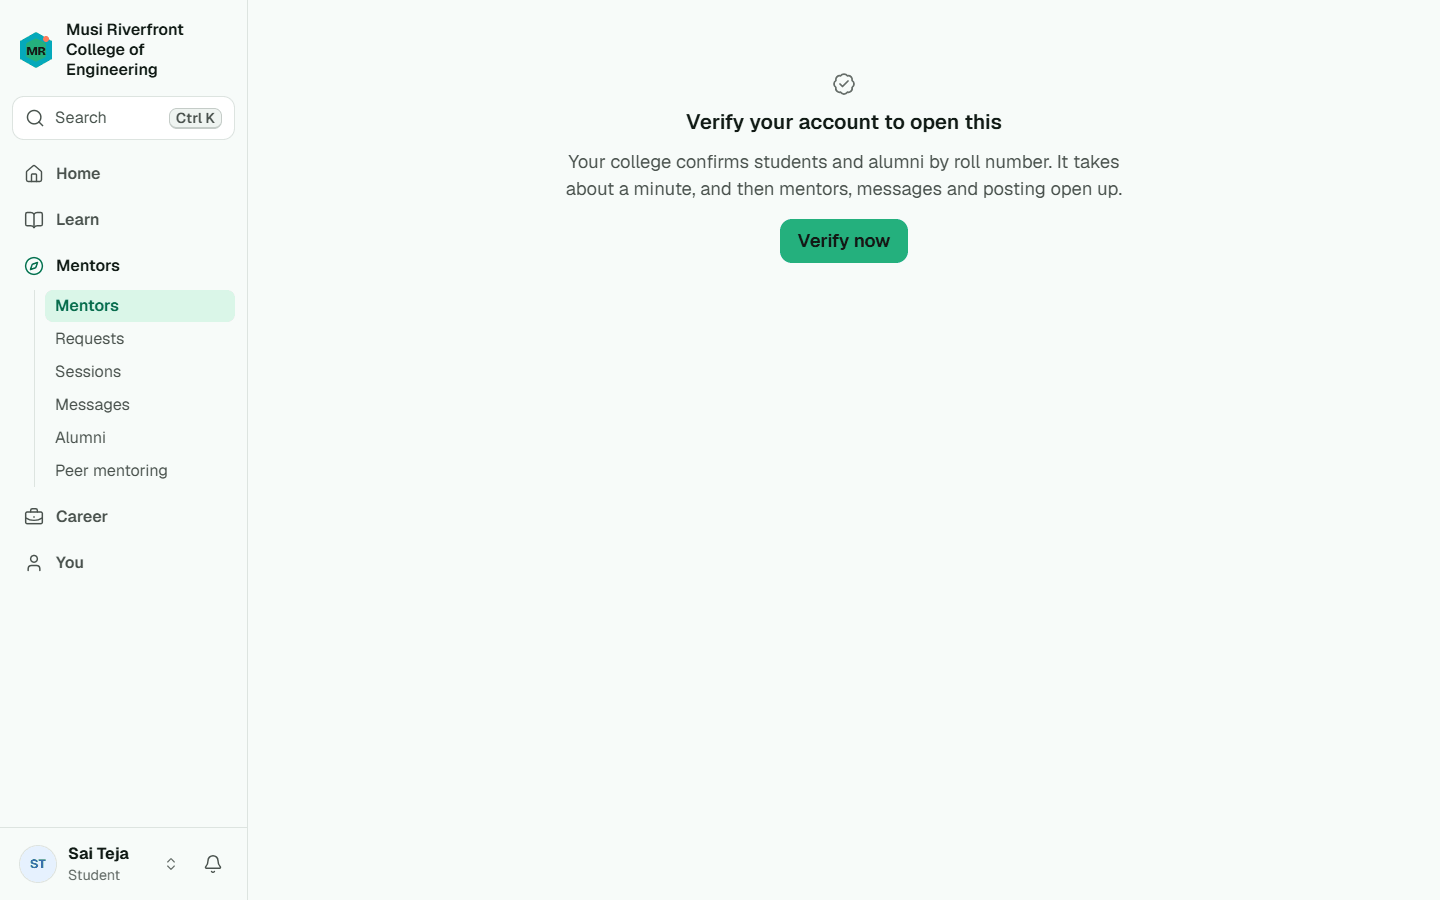 MR
Musi Riverfront
College of
Engineering
Search
Ctrl K
Home
Learn
Mentors
Mentors
Requests
Sessions
Messages
Alumni
Peer mentoring
Career
You
ST
Sai Teja
Student
Verify your account to open this
Your college confirms students and alumni by roll number. It takes
about a minute, and then mentors, messages and posting open up.
Verify now